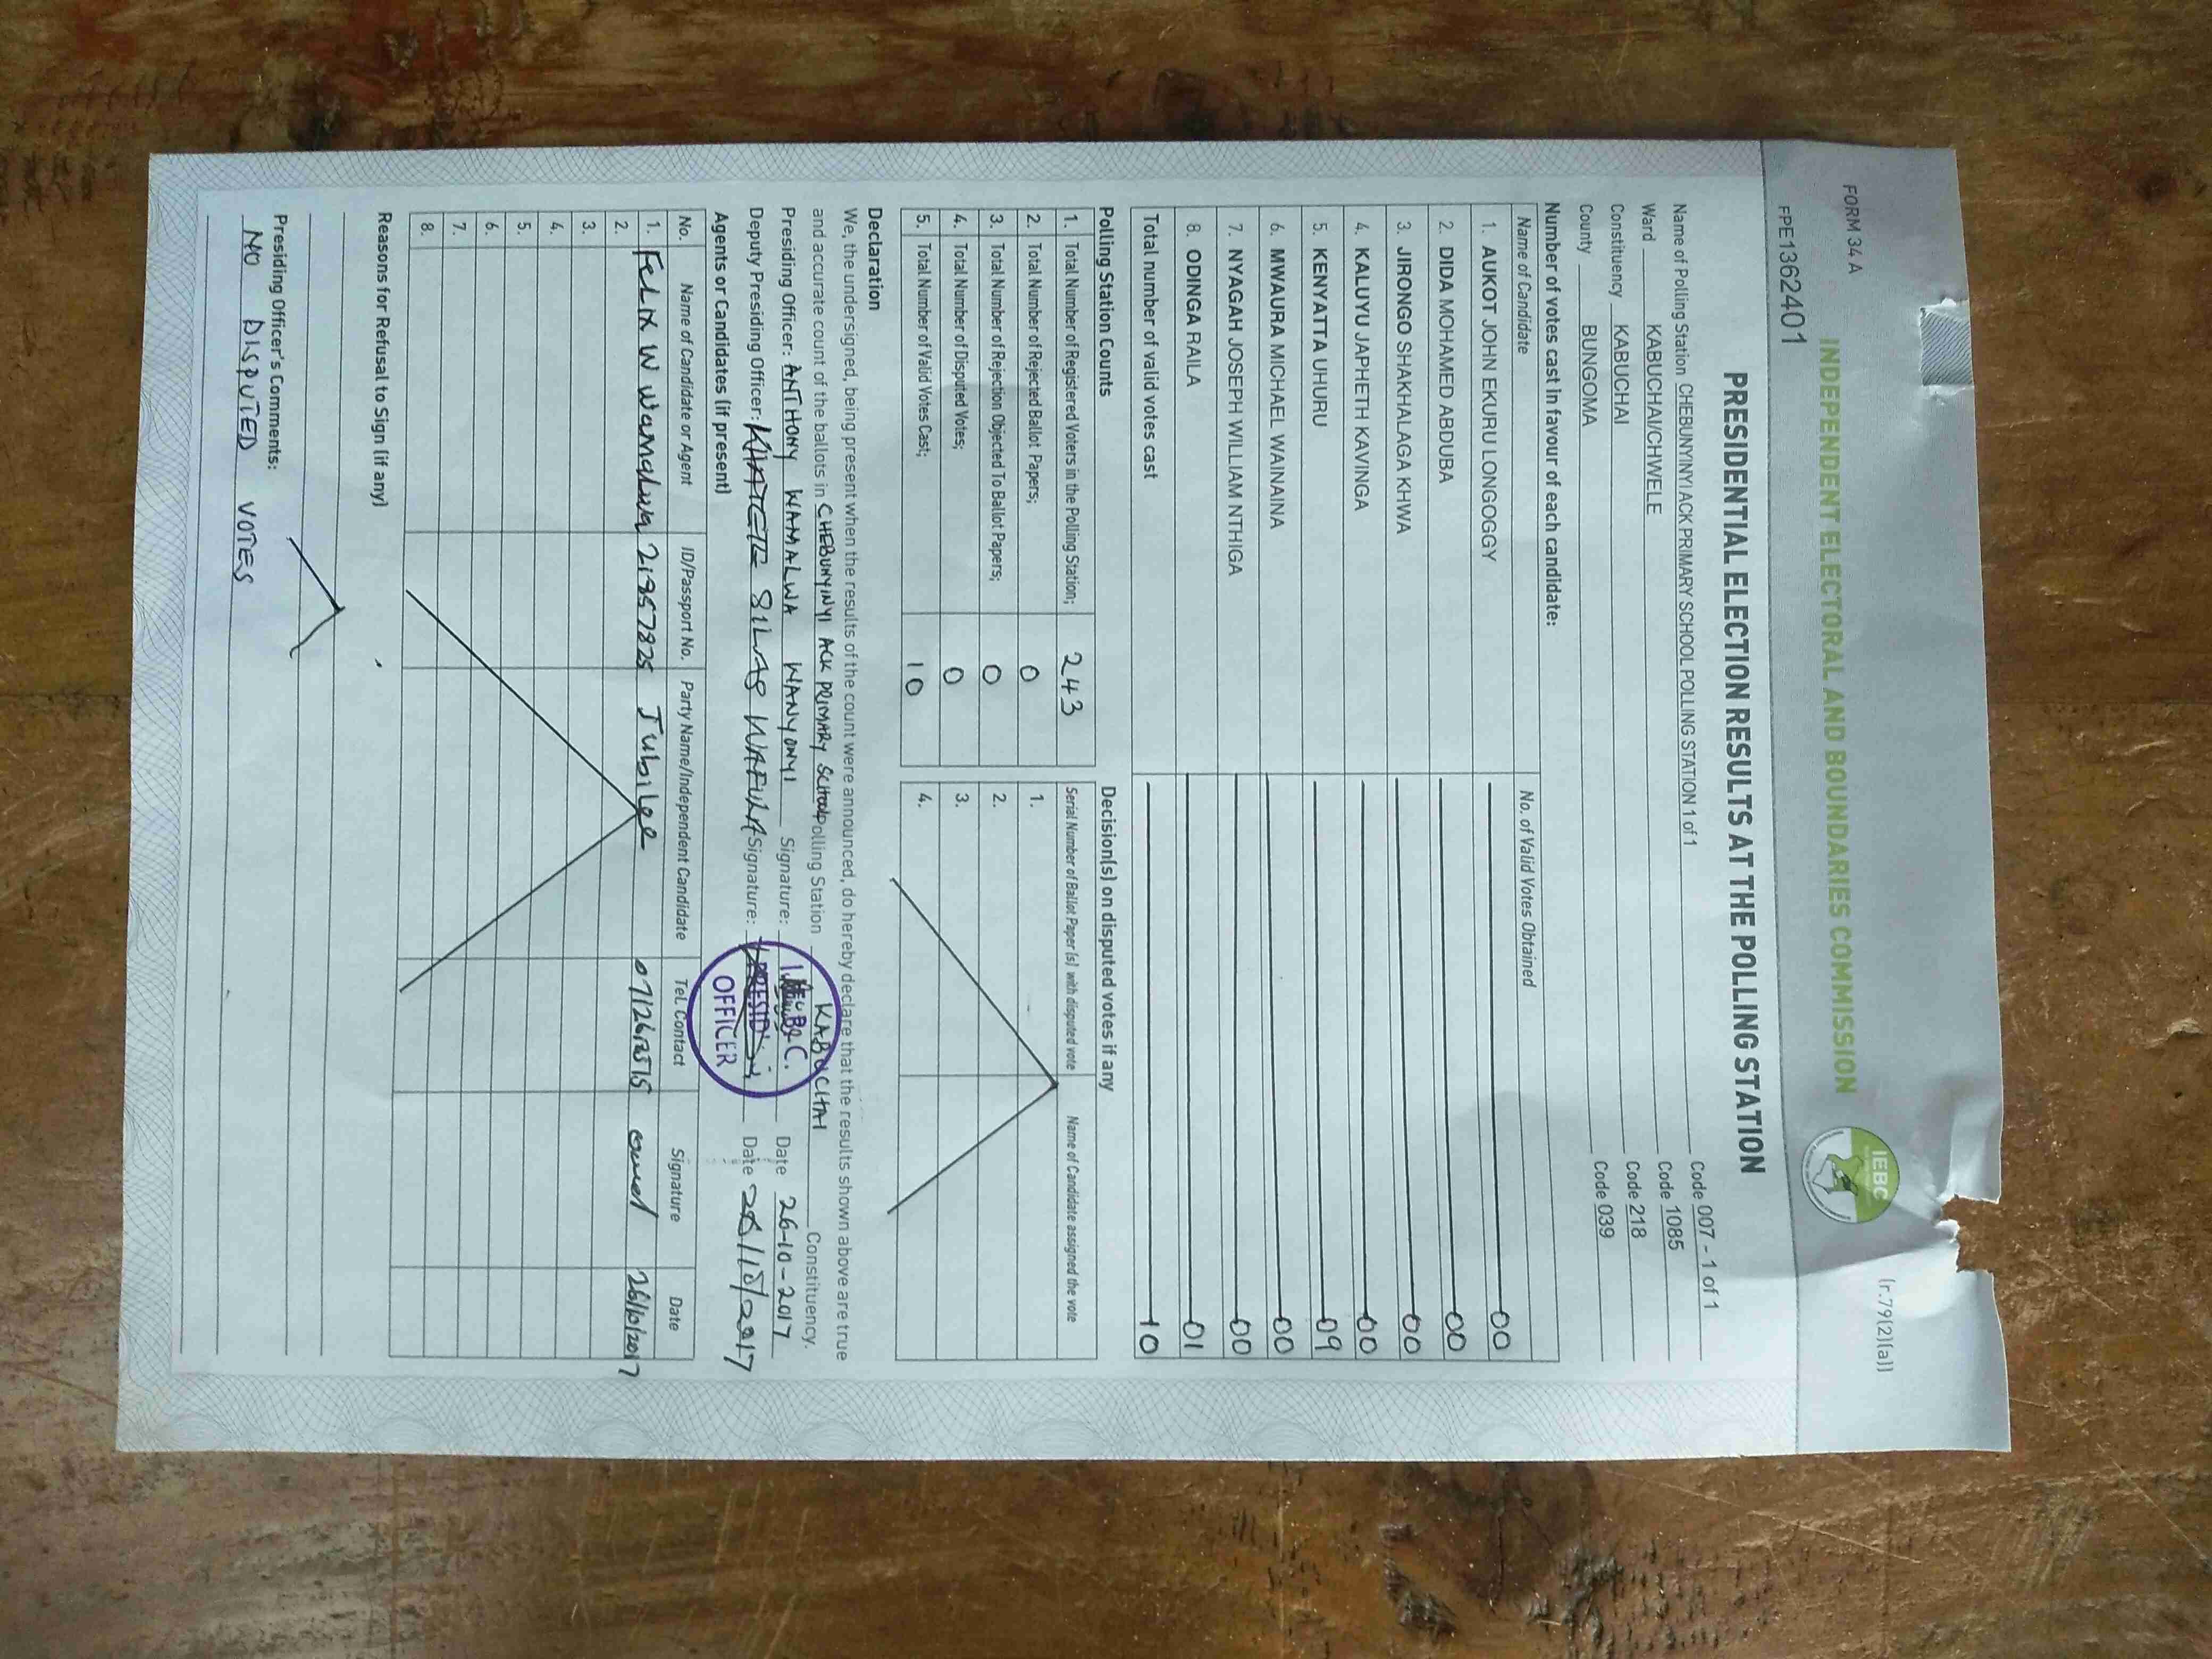 FORM 34 A
(r.79(2)(a))
INDEPENDENT ELECTORAL AND BOUNDARIES COMMISSION
IEBC
FPE13624401
PRESIDENTIAL ELECTION RESULTS AT THE POLLING STATION
Name of Polling Station CHEBUNYINYI ACK PRIMARY SCHOOL POLLING STATION 1 of 1 Code 007 - 1 of 1
Ward KABUCHAI/CHWELE Code 1085
Constituency KABUCHAI Code 218
County BUNGOMA Code 039
Number of votes cast in favour of each candidate:
Name of Candidate No. of Valid Votes Obtained
1. AUKOT JOHN EKURU LONGOGGY 00
2. DIDA MOHAMED ABDUBA 00
3. JIRONGO SHAKHALAGA KHWA 00
4. KALUYU JAPHETH KAVINGA 00
5. KENYATTA UHURU 09
6. MWAURA MICHAEL WAINAINA 00
7. NYAGAH JOSEPH WILLIAM NTHIGA 00
8. ODINGA RAILA 01
Total number of valid votes cast 10
Polling Station Counts Decision(s) on disputed votes if any
1. Total Number of Registered Voters in the Polling Station; 243 Serial Number of Ballot Paper (s) with disputed vote Name of Candidate assigned the vote
2. Total Number of Rejected Ballot Papers; 0 1.
3. Total Number of Rejection Objected To Ballot Papers; 0 2.
4. Total Number of Disputed Votes; 0 3.
5. Total Number of Valid Votes Cast; 10 4.
Declaration
We, the undersigned, being present when the results of the count were announced, do hereby declare that the results shown above are true
and accurate count of the ballots in CHEBUNYINYI ACK PRIMARY SCHOOL Polling Station KABUCHAI Constituency.
Presiding Officer: ANTHONY WAMALWA WANYONYI Signature: Date 26-10-2017
Deputy Presiding Officer: SILAS WAFULA Signature: Date 26/10/2017
I.E.B.C.
PRESIDING
OFFICER
Agents or Candidates (if present)
No. Name of Candidate or Agent ID/Passport No. Party Name/Independent Candidate Tel. Contact Signature Date
1. Felix W Wamalwa 21957825 Jubilee 26/10/2017
2.
3.
4.
5.
6.
7.
8.
Reasons for Refusal to Sign (if any)
Presiding Officer's Comments:
NO DISPUTED VOTES